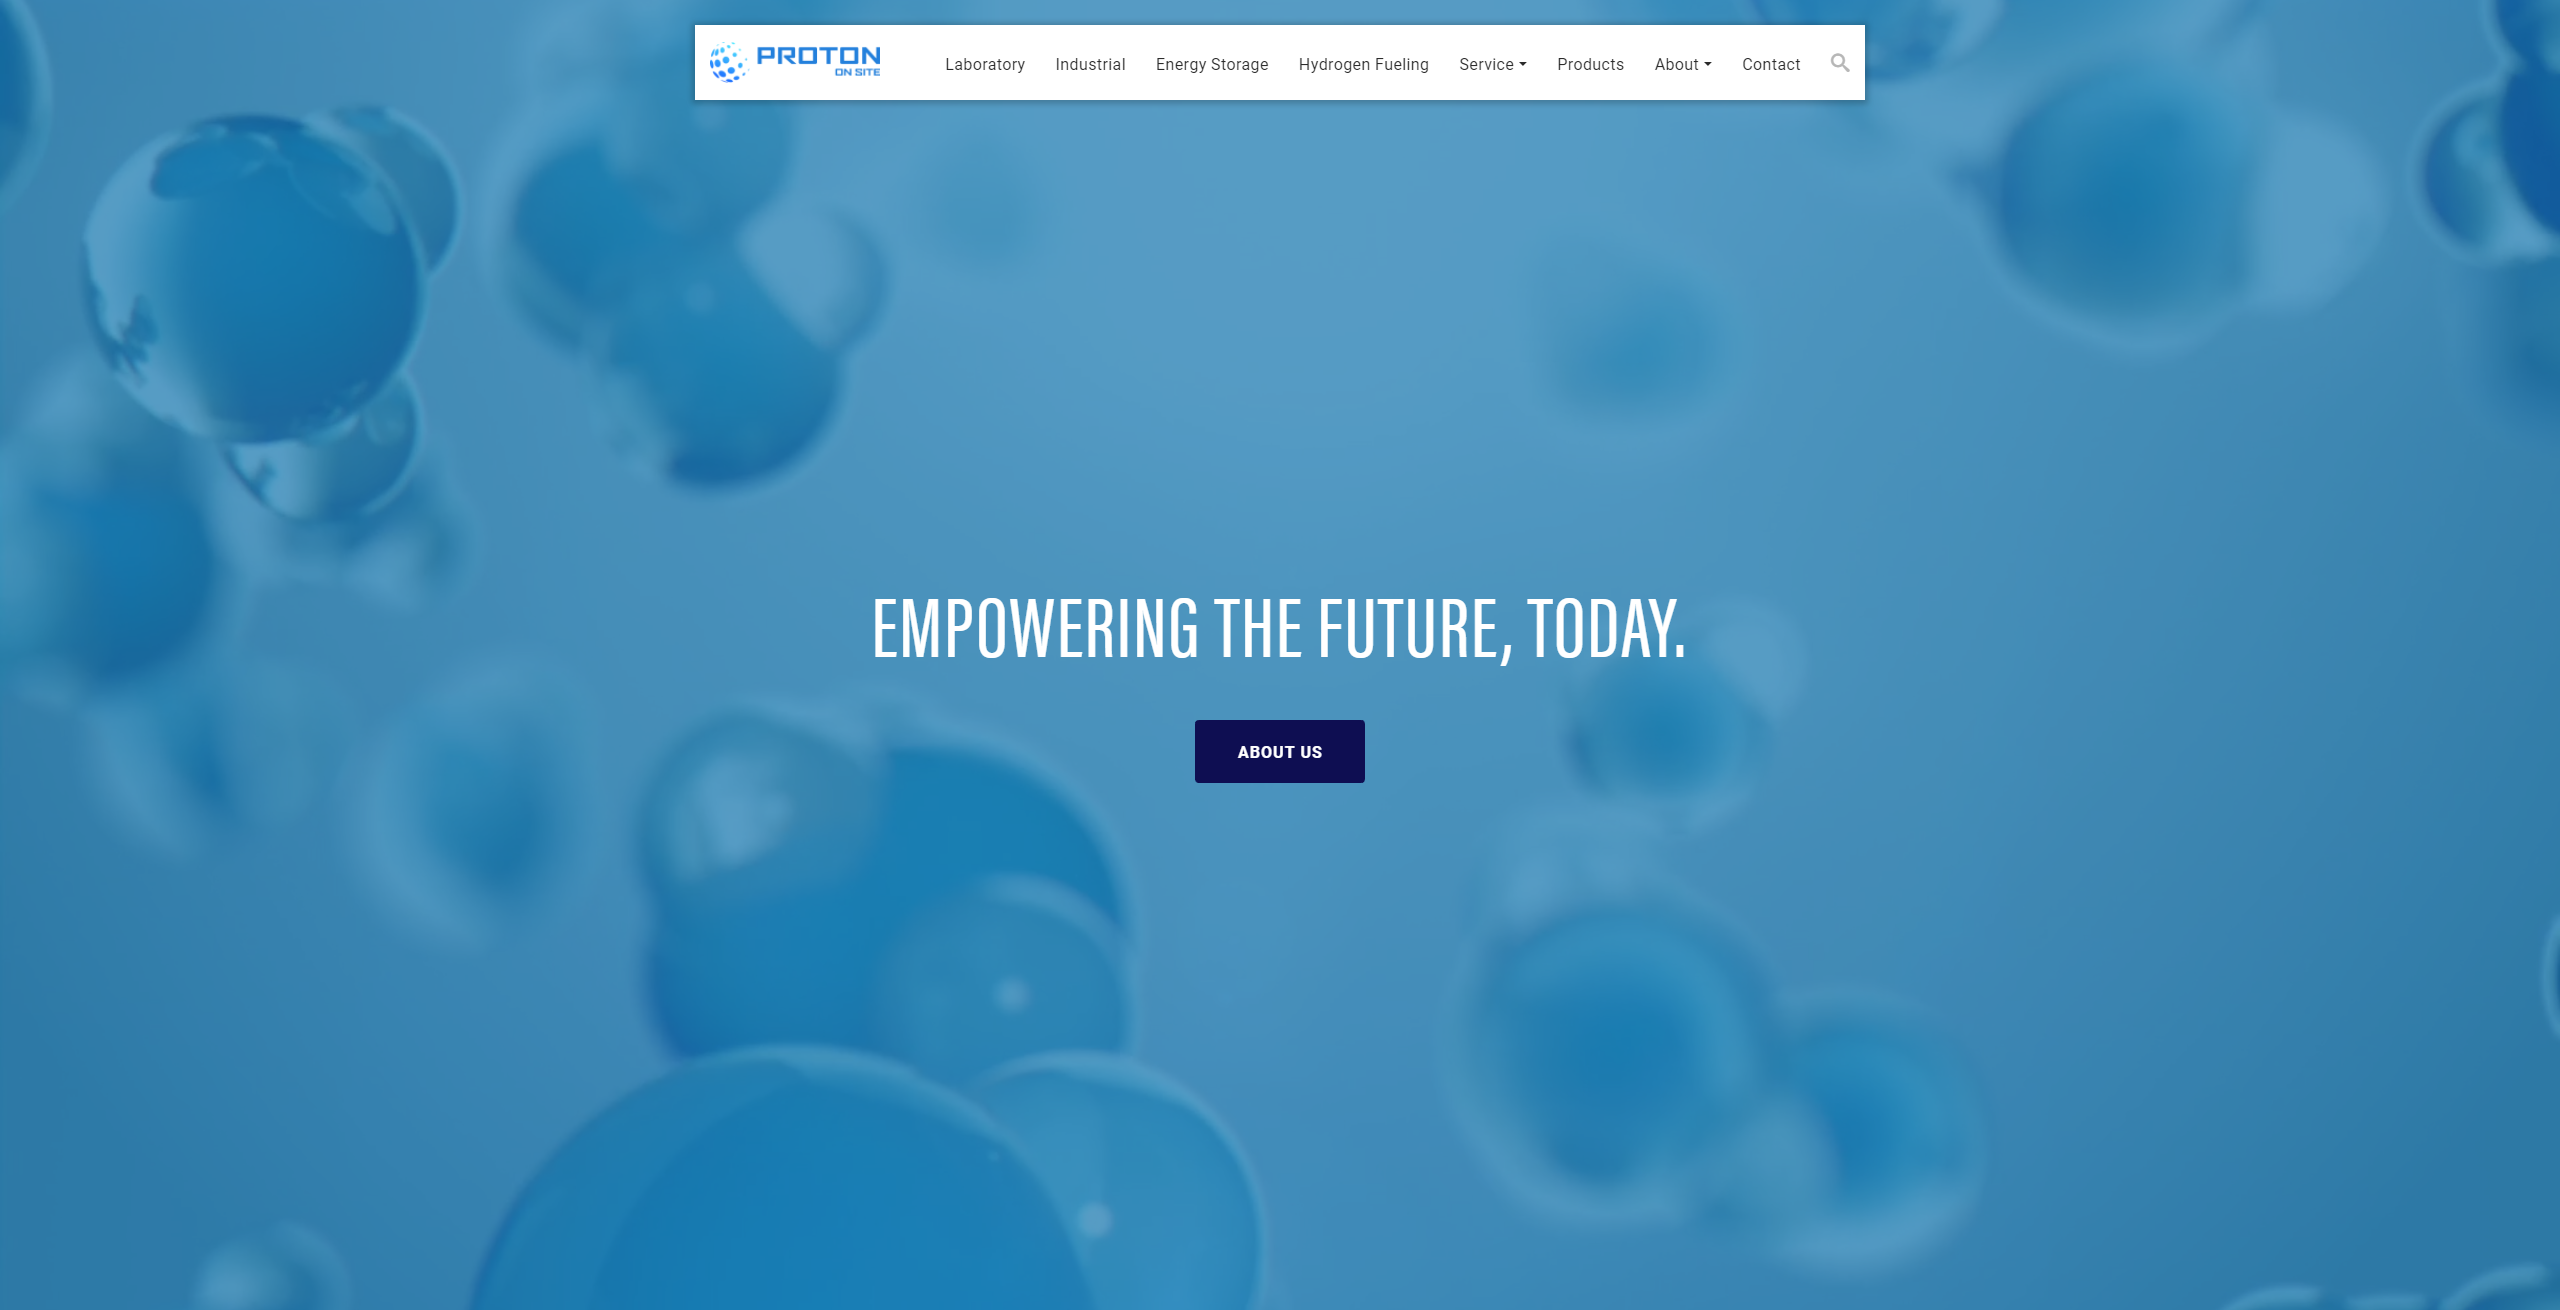 PROTON
ON SITE
Laboratory Industrial Energy Storage Hydrogen Fueling Service Products About Contact
EMPOWERING THE FUTURE, TODAY.
ABOUT US